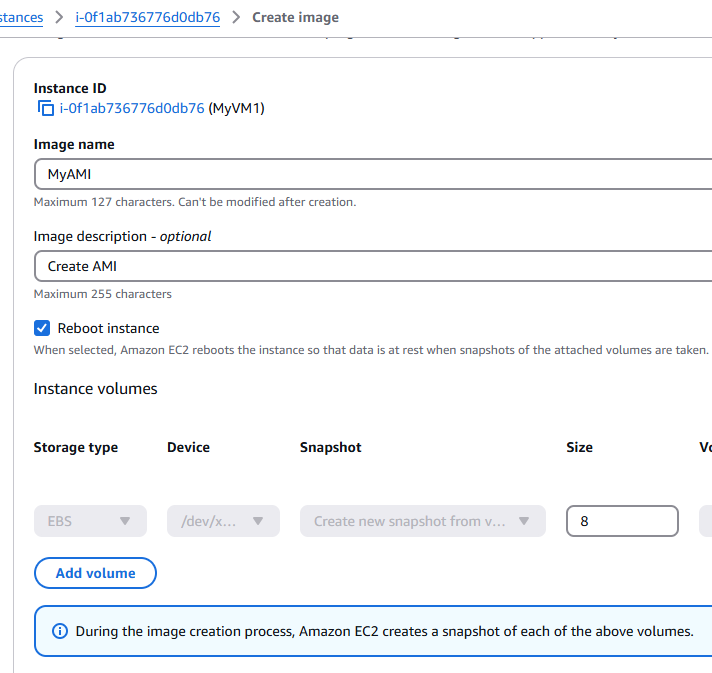 stances > i-0f1ab736776d0db76 > Create image
Instance ID
i-0f1ab736776d0db76 (MyVM1)
Image name
MyAMI
Maximum 127 characters. Can't be modified after creation.
Image description - optional
Create AMI
Maximum 255 characters
Reboot instance
When selected, Amazon EC2 reboots the instance so that data is at rest when snapshots of the attached volumes are taken.
Instance volumes
Storage type Device Snapshot Size Vo
EBS /dev/x... Create new snapshot from v... 8
Add volume
During the image creation process, Amazon EC2 creates a snapshot of each of the above volumes.